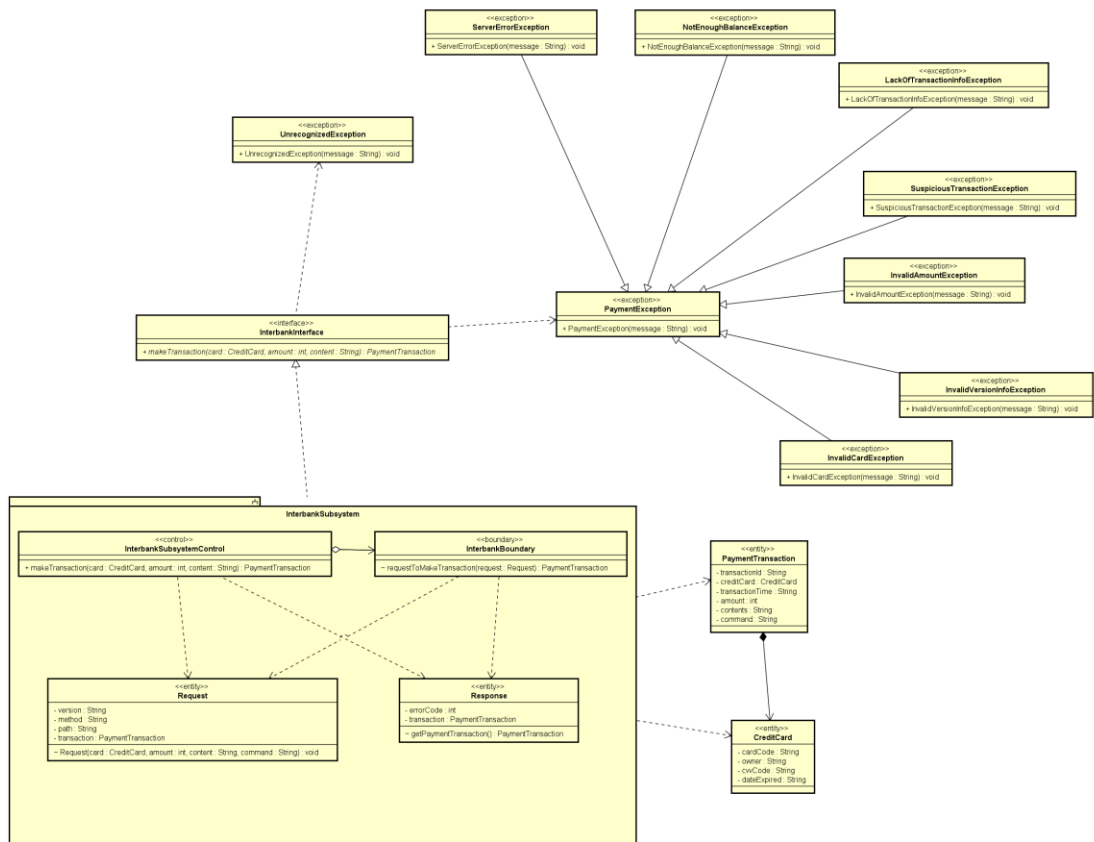 <<exception>>
ServerErrorException
+ ServerErrorException(message : String) : void
<<exception>>
NotEnoughBalanceException
+ NotEnoughBalanceException(message : String) : void
<<exception>>
LackOfTransactionInfoException
+ LackOfTransactionInfoException(message : String) : void
<<exception>>
UnrecognizedException
+ UnrecognizedException(message : String) : void
<<exception>>
SuspiciousTransactionException
+ SuspiciousTransactionException(message : String) : void
<<exception>>
InvalidAmountException
+ InvalidAmountException(message : String) : void
<<exception>>
PaymentException
+ PaymentException(message : String) : void
<<interface>>
InterbankInterface
+ makeTransaction(card : CreditCard, amount : int, content : String) : PaymentTransaction
<<exception>>
InvalidVersionInfoException
+ InvalidVersionInfoException(message : String) : void
<<exception>>
InvalidCardException
+ InvalidCardException(message : String) : void
InterbankSubsystem
<<control>>
InterbankSubsystemControl
+ makeTransaction(card : CreditCard, amount : int, content : String) : PaymentTransaction
<<boundary>>
InterbankBoundary
~ requestToMakeTransaction(request : Request) : PaymentTransaction
<<entity>>
PaymentTransaction
- transactionId : String
- creditCard : CreditCard
- transactionTime : String
- amount : int
- contents : String
- command : String
<<entity>>
Request
- version : String
- method : String
- path : String
- transaction : PaymentTransaction
~ Request(card : CreditCard, amount : int, content : String, command : String) : void
<<entity>>
Response
- errorCode : int
- transaction : PaymentTransaction
~ getPaymentTransaction() : PaymentTransaction
<<entity>>
CreditCard
- cardCode : String
- owner : String
- cvvCode : String
- dateExpired : String